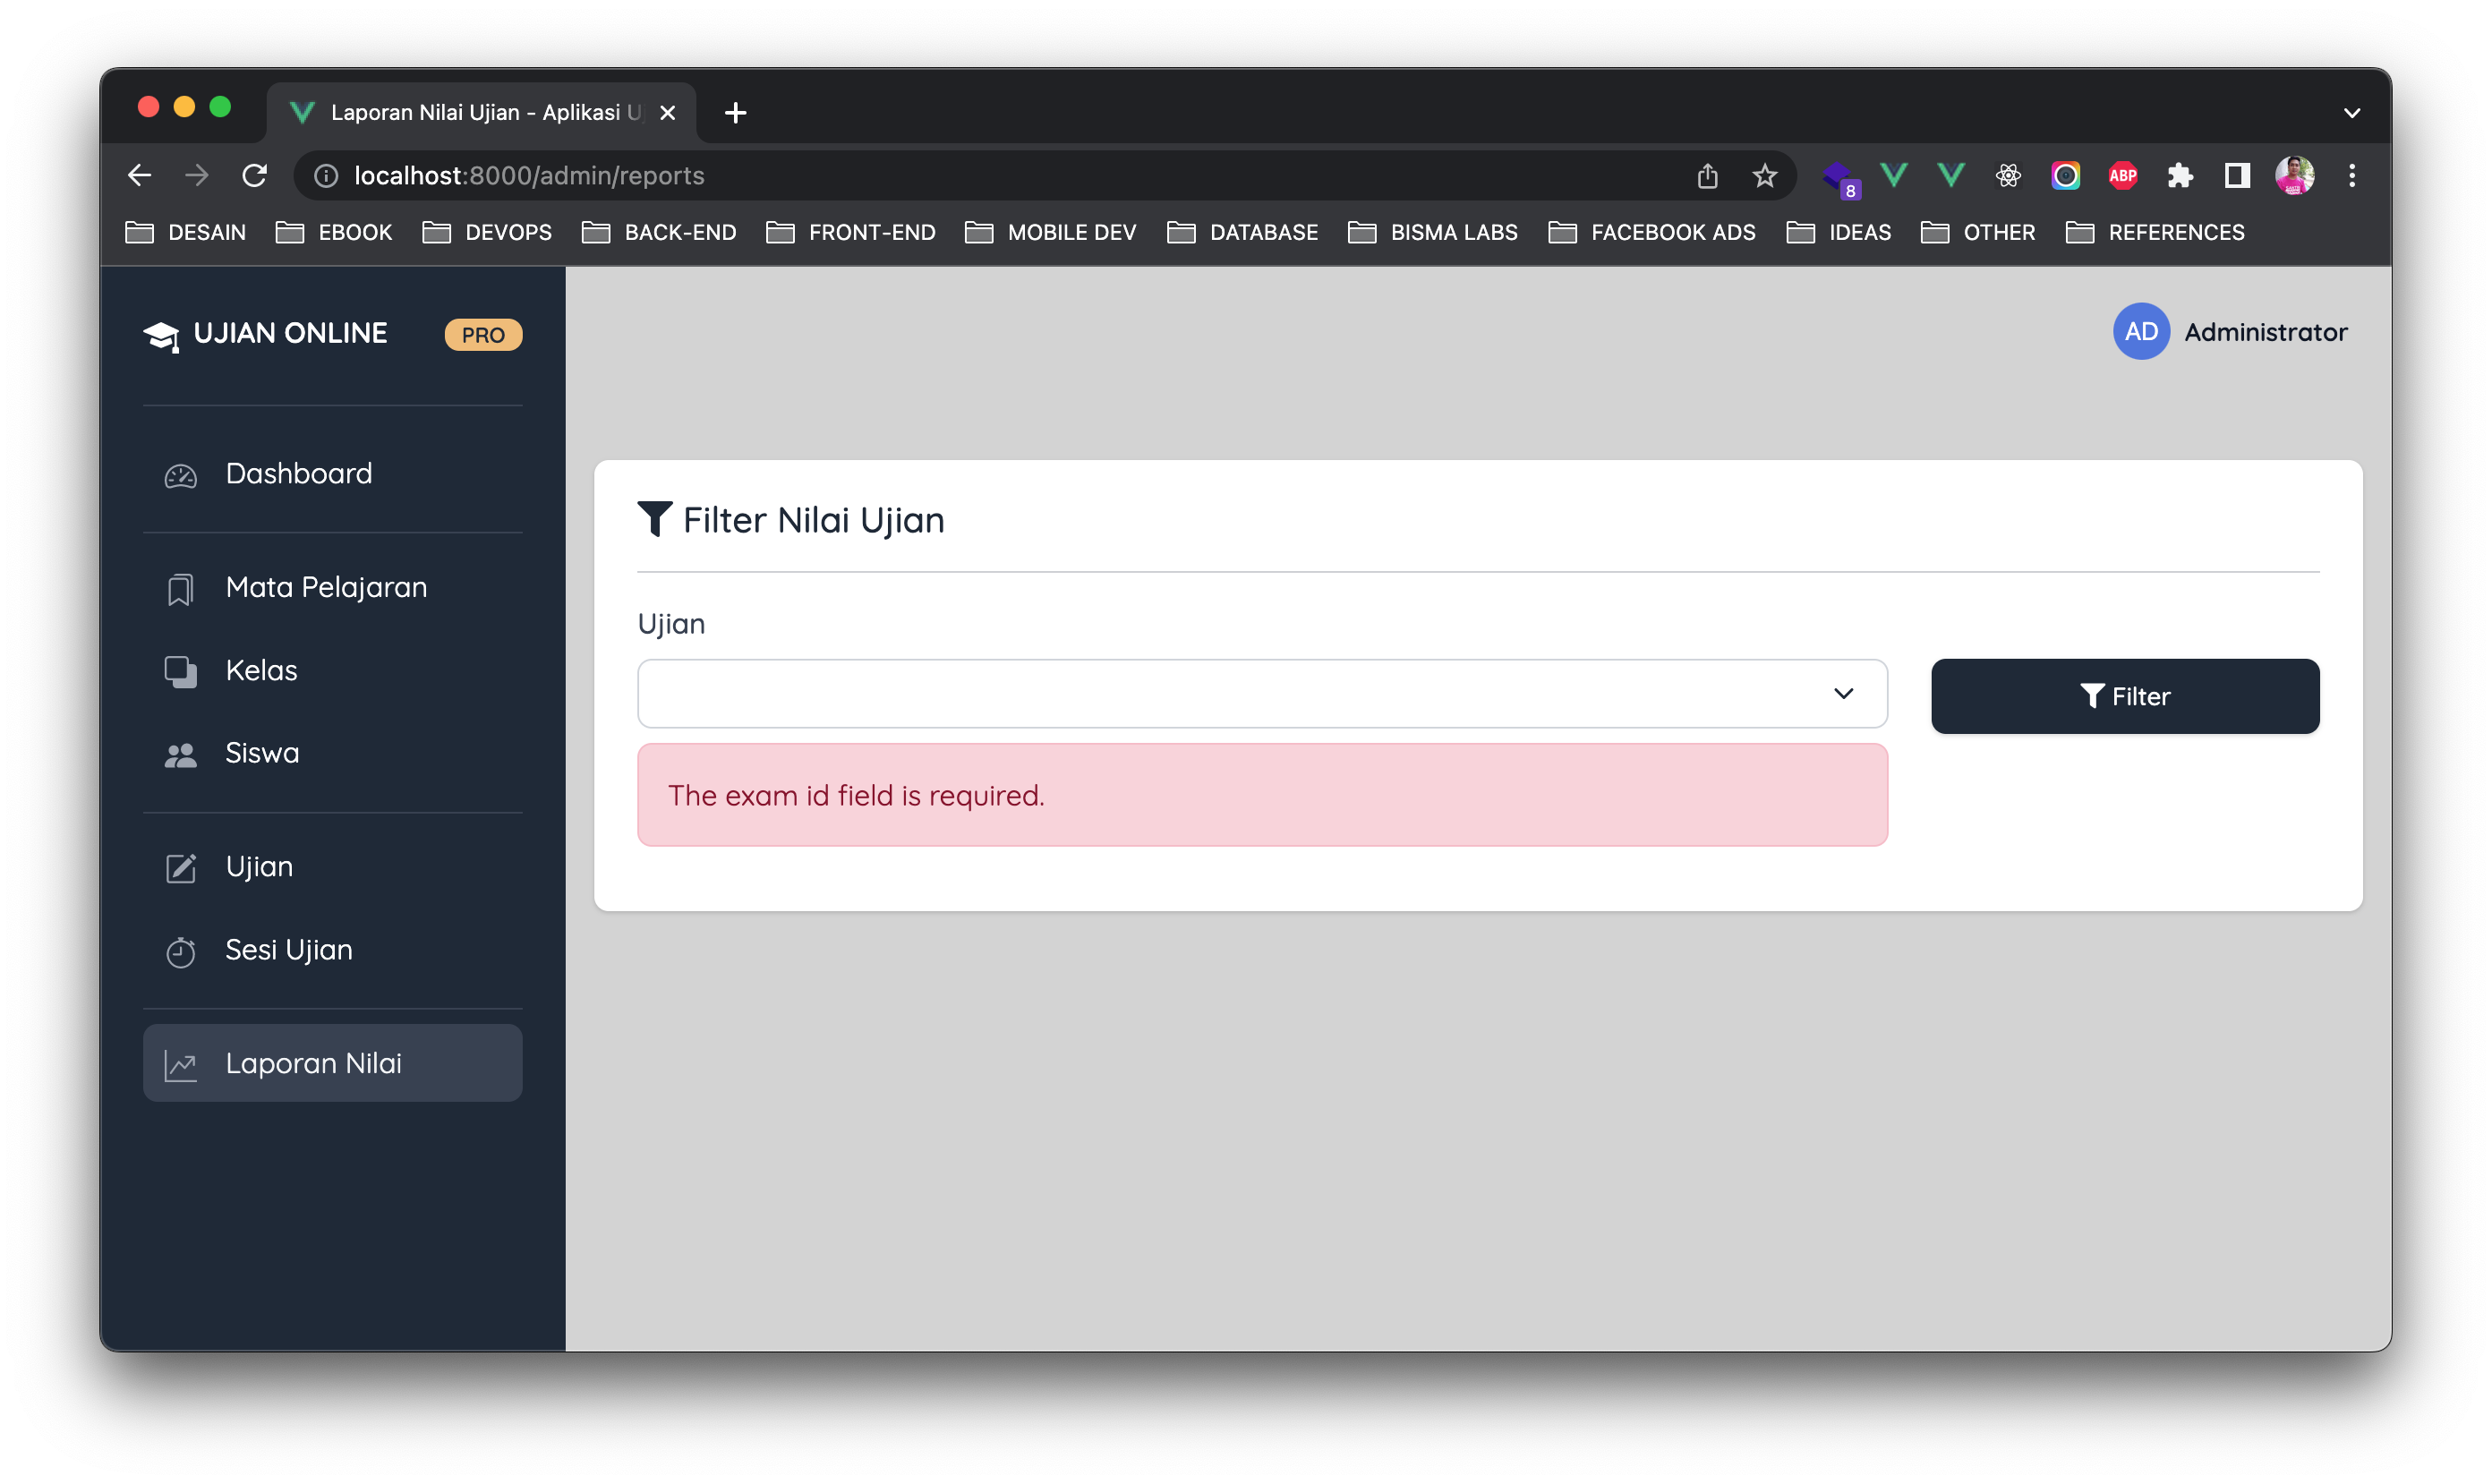 Laporan Nilai Ujian - Aplikasi U
localhost:8000/admin/reports
8
ABP
DESAIN EBOOK DEVOPS BACK-END FRONT-END MOBILE DEV DATABASE BISMA LABS FACEBOOK ADS IDEAS OTHER REFERENCES
UJIAN ONLINE PRO
AD Administrator
Dashboard
Mata Pelajaran
Kelas
Siswa
Ujian
Sesi Ujian
Laporan Nilai
Filter Nilai Ujian
Ujian
Filter
The exam id field is required.